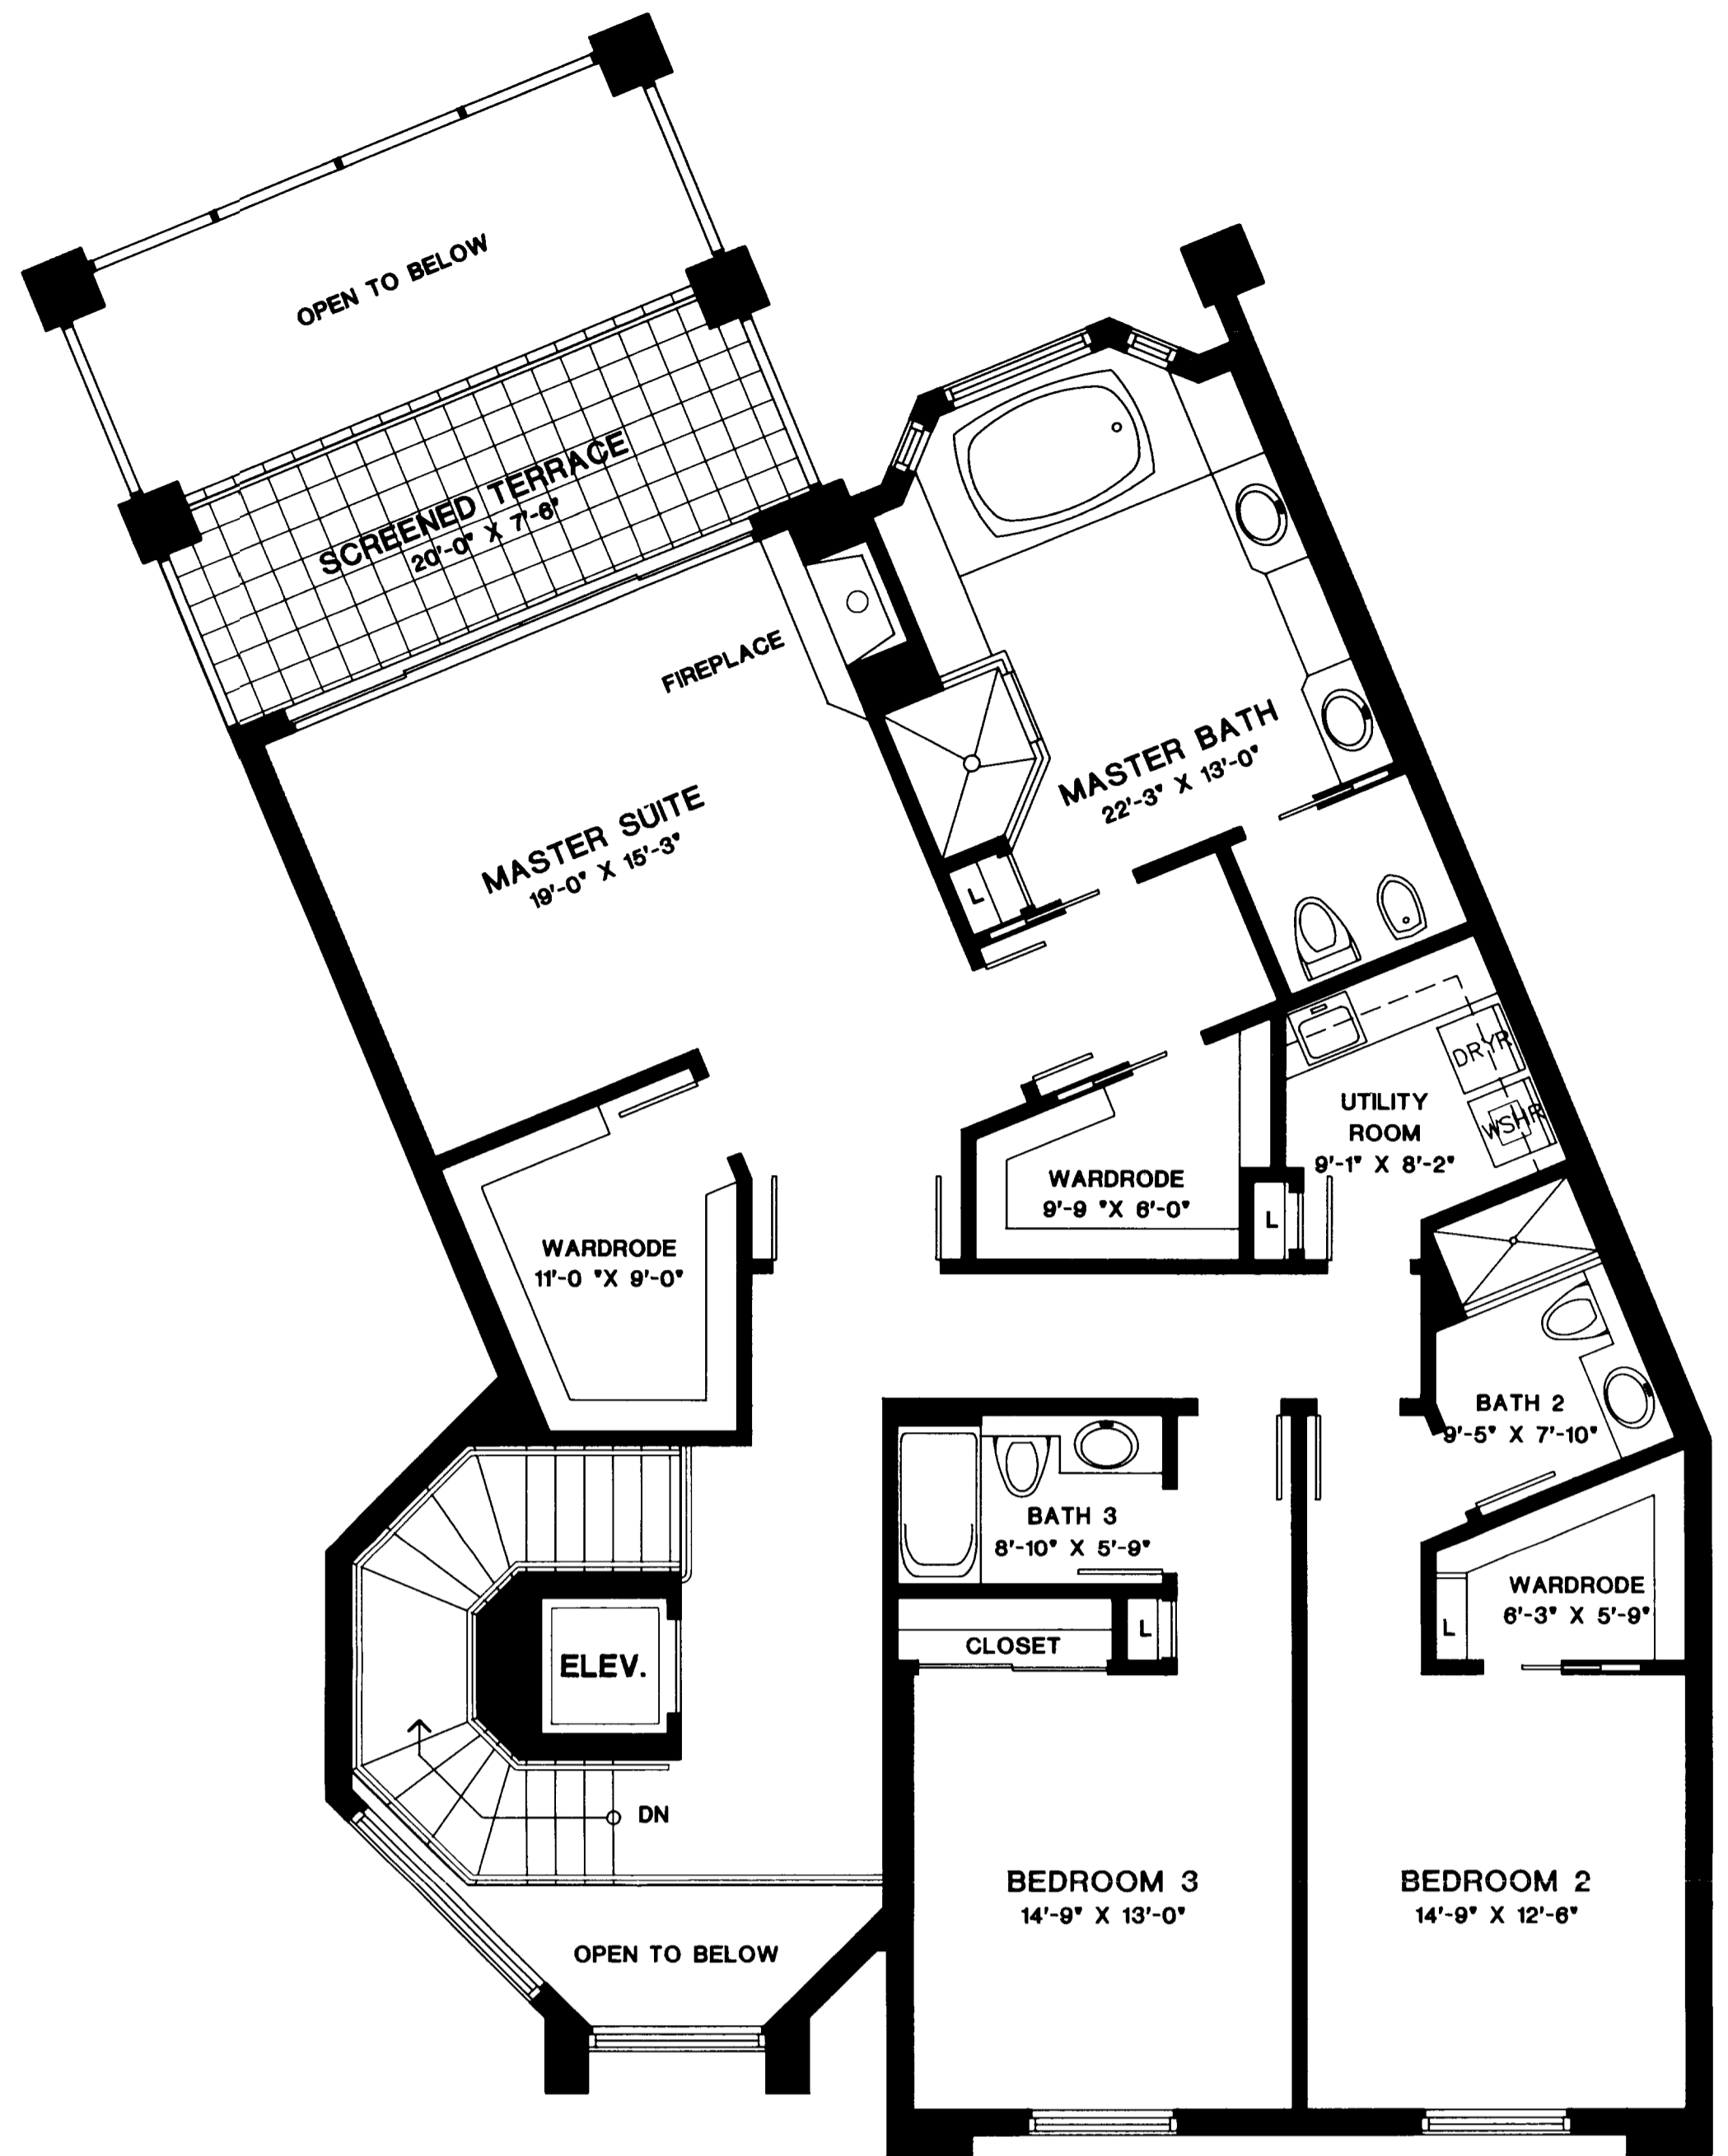 OPEN TO BELOW
SCREENED TERRACE
20'-0" X 7'-6"
FIREPLACE
MASTER BATH
22'-3" X 13'-0"
MASTER SUITE
19'-0" X 15'-3"
L
DRYR
WSHR
UTILITY
ROOM
9'-1" X 8'-2"
WARDRODE
9'-9 "X 6'-0"
L
WARDRODE
11'-0 "X 9'-0"
BATH 2
9'-5" X 7'-10"
BATH 3
8'-10" X 5'-9"
WARDRODE
6'-3" X 5'-9"
L
L
CLOSET
ELEV.
DN
BEDROOM 3
14'-9" X 13'-0"
BEDROOM 2
14'-9" X 12'-6"
OPEN TO BELOW